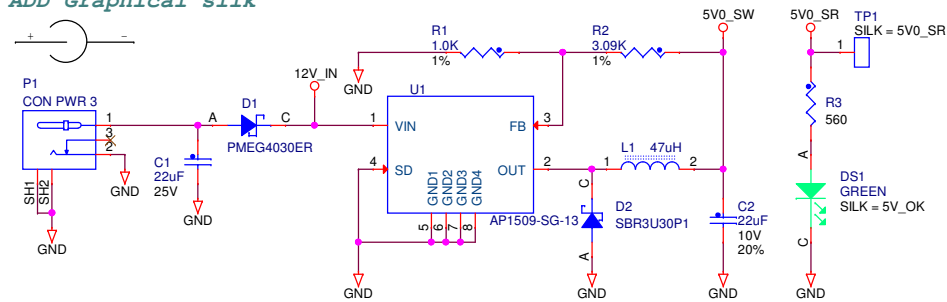 ADD Graphical silk
+ −
P1
CON PWR 3
1
3
2
SH1
SH2
GND
GND
A D1 C
PMEG4030ER
12V_IN
C1
22uF
25V
GND
R1
1.0K
1%
GND
R2
3.09K
1%
5V0_SW
U1
1 VIN
FB 3
4 SD
OUT 2
GND1
GND2
GND3
GND4
5
6
7
8
AP1509-SG-13
GND
1 L1 47uH 2
C
D2
SBR3U30P1
A
GND
C2
22uF
10V
20%
GND
5V0_SR
TP1
SILK = 5V0_SR
1
R3
560
A
DS1
GREEN
SILK = 5V_OK
C
GND